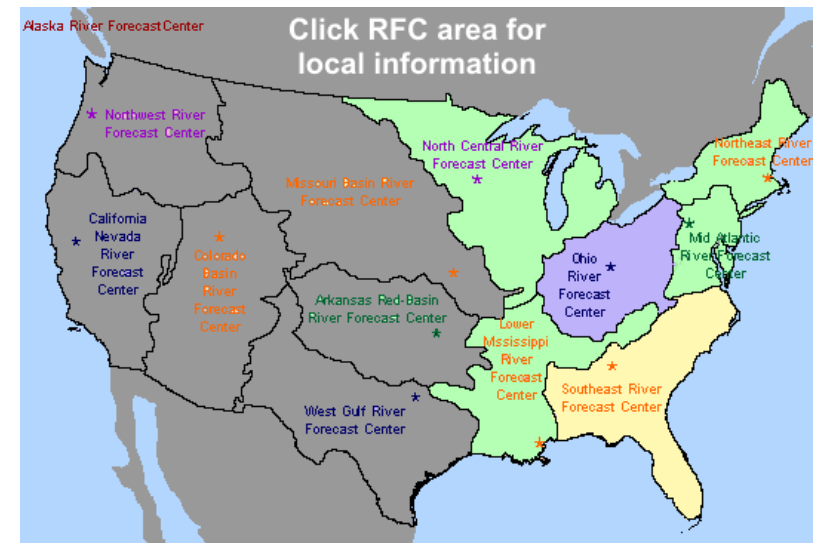 Alaska River ForecastCenter
Click RFC area for
local information
Northwest River
Forecast Center
North Central River
Forecast Center
Northeast River
Forecast Center
Missouri Basin River
Forecast Center
California
Nevada
River
Forecast
Center
Colorado
Basin
River
Forecast
Center
Ohio
River
Forecast
Center
Mid Atlantic
River Forecast
Center
Arkansas Red-Basin
River Forecast Center
Lower
Mssissippi
River
Forecast
Center
Southeast River
Forecast Center
West Gulf River
Forecast Center